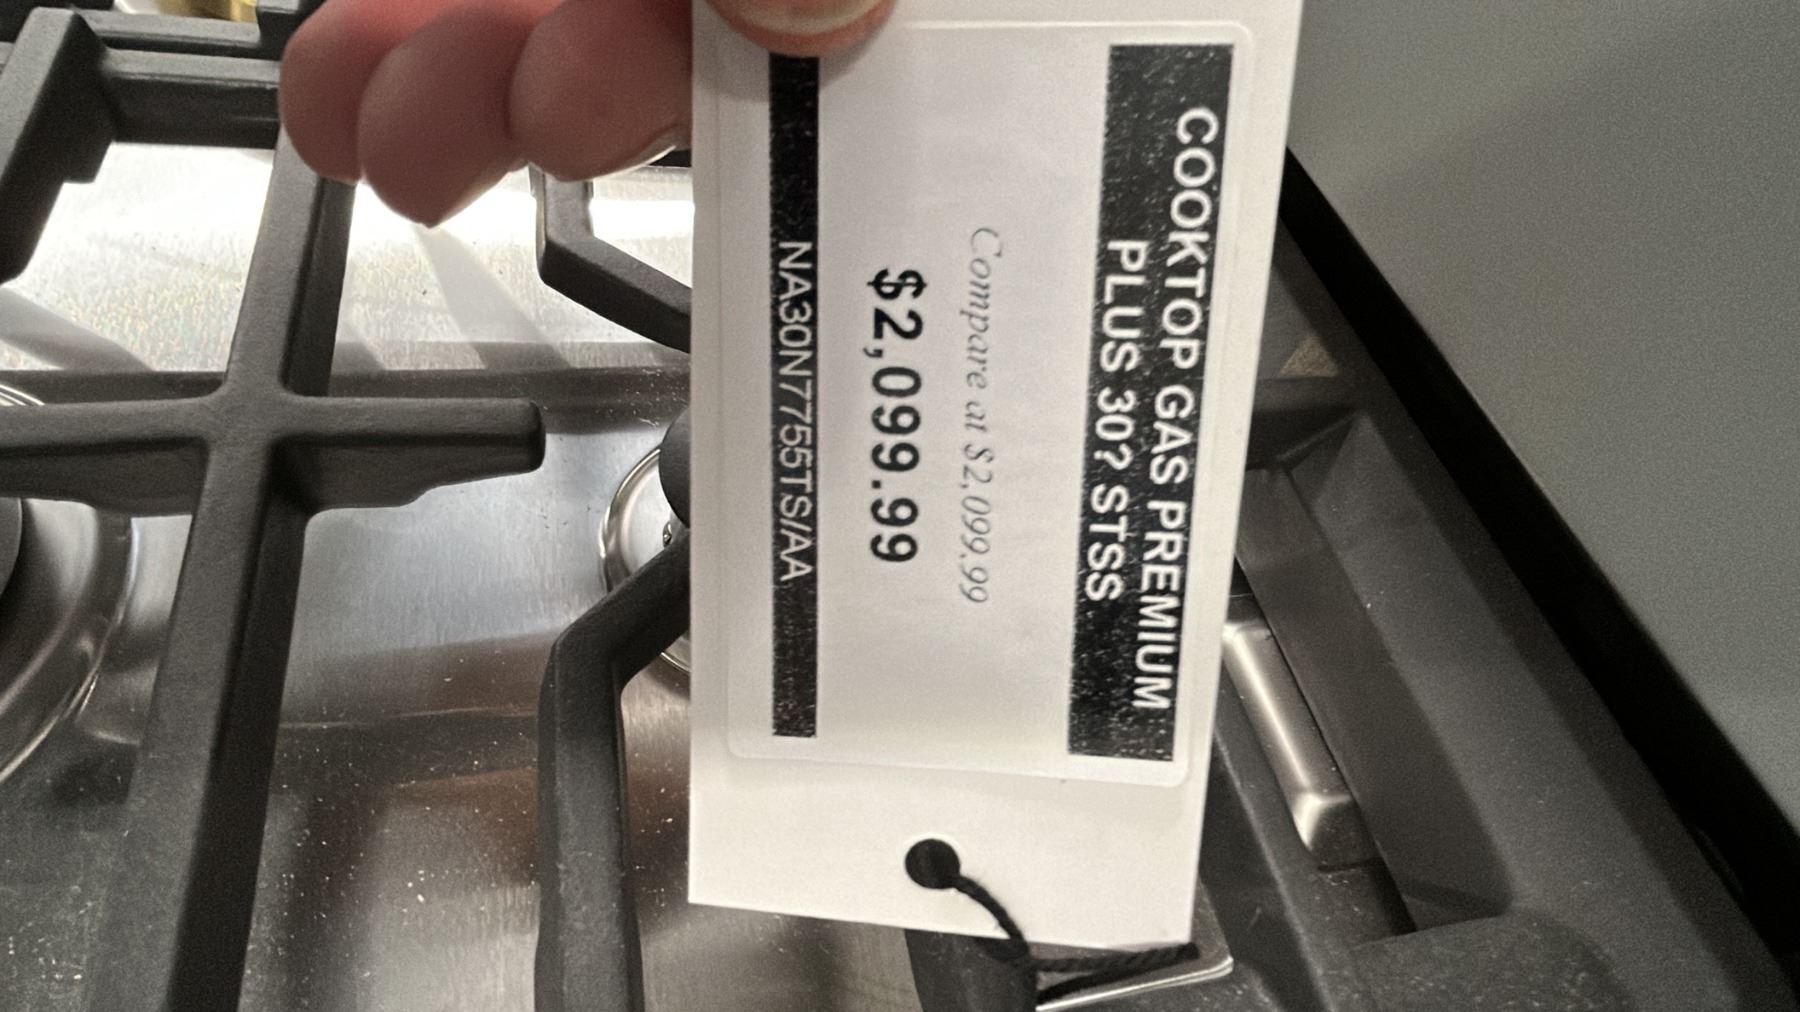 COOKTOP GAS PREMIUM
PLUS 30? STSS
Compare at $2,099.99
$2,099.99
NA30N7755TS/AA